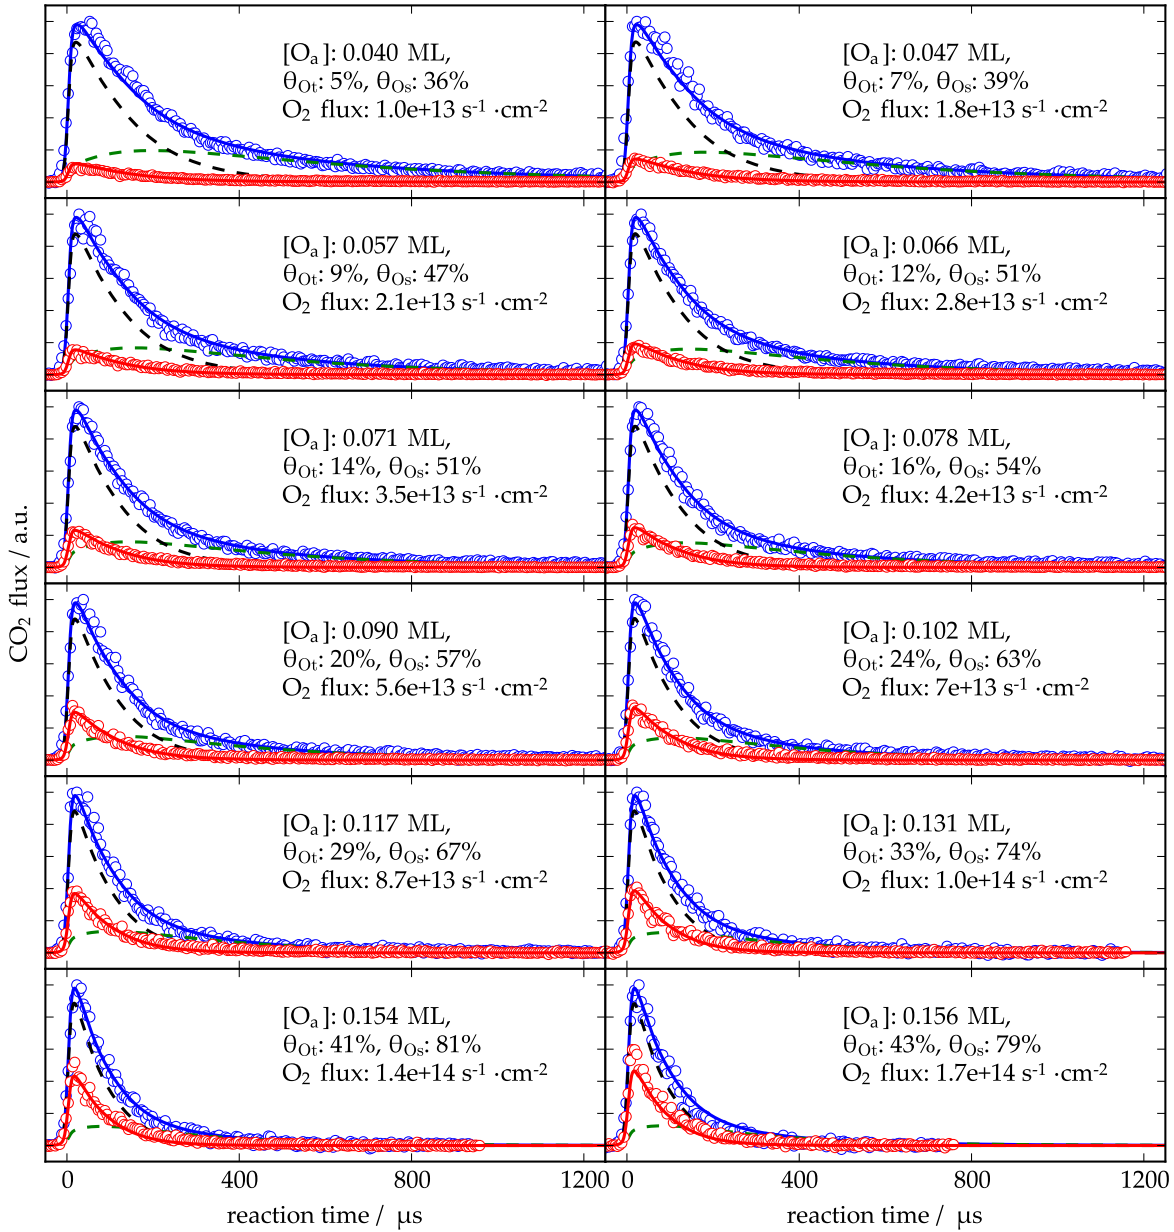 CO₂ flux / a.u.
[Oₐ]: 0.040 ML,
θOt: 5%, θOs: 36%
O₂ flux: 1.0e+13 s⁻¹ ·cm⁻²
[Oₐ]: 0.047 ML,
θOt: 7%, θOs: 39%
O₂ flux: 1.8e+13 s⁻¹ ·cm⁻²
[Oₐ]: 0.057 ML,
θOt: 9%, θOs: 47%
O₂ flux: 2.1e+13 s⁻¹ ·cm⁻²
[Oₐ]: 0.066 ML,
θOt: 12%, θOs: 51%
O₂ flux: 2.8e+13 s⁻¹ ·cm⁻²
[Oₐ]: 0.071 ML,
θOt: 14%, θOs: 51%
O₂ flux: 3.5e+13 s⁻¹ ·cm⁻²
[Oₐ]: 0.078 ML,
θOt: 16%, θOs: 54%
O₂ flux: 4.2e+13 s⁻¹ ·cm⁻²
[Oₐ]: 0.090 ML,
θOt: 20%, θOs: 57%
O₂ flux: 5.6e+13 s⁻¹ ·cm⁻²
[Oₐ]: 0.102 ML,
θOt: 24%, θOs: 63%
O₂ flux: 7e+13 s⁻¹ ·cm⁻²
[Oₐ]: 0.117 ML,
θOt: 29%, θOs: 67%
O₂ flux: 8.7e+13 s⁻¹ ·cm⁻²
[Oₐ]: 0.131 ML,
θOt: 33%, θOs: 74%
O₂ flux: 1.0e+14 s⁻¹ ·cm⁻²
[Oₐ]: 0.154 ML,
θOt: 41%, θOs: 81%
O₂ flux: 1.4e+14 s⁻¹ ·cm⁻²
[Oₐ]: 0.156 ML,
θOt: 43%, θOs: 79%
O₂ flux: 1.7e+14 s⁻¹ ·cm⁻²
0 400 800 1200
0 400 800 1200
reaction time / μs
reaction time / μs